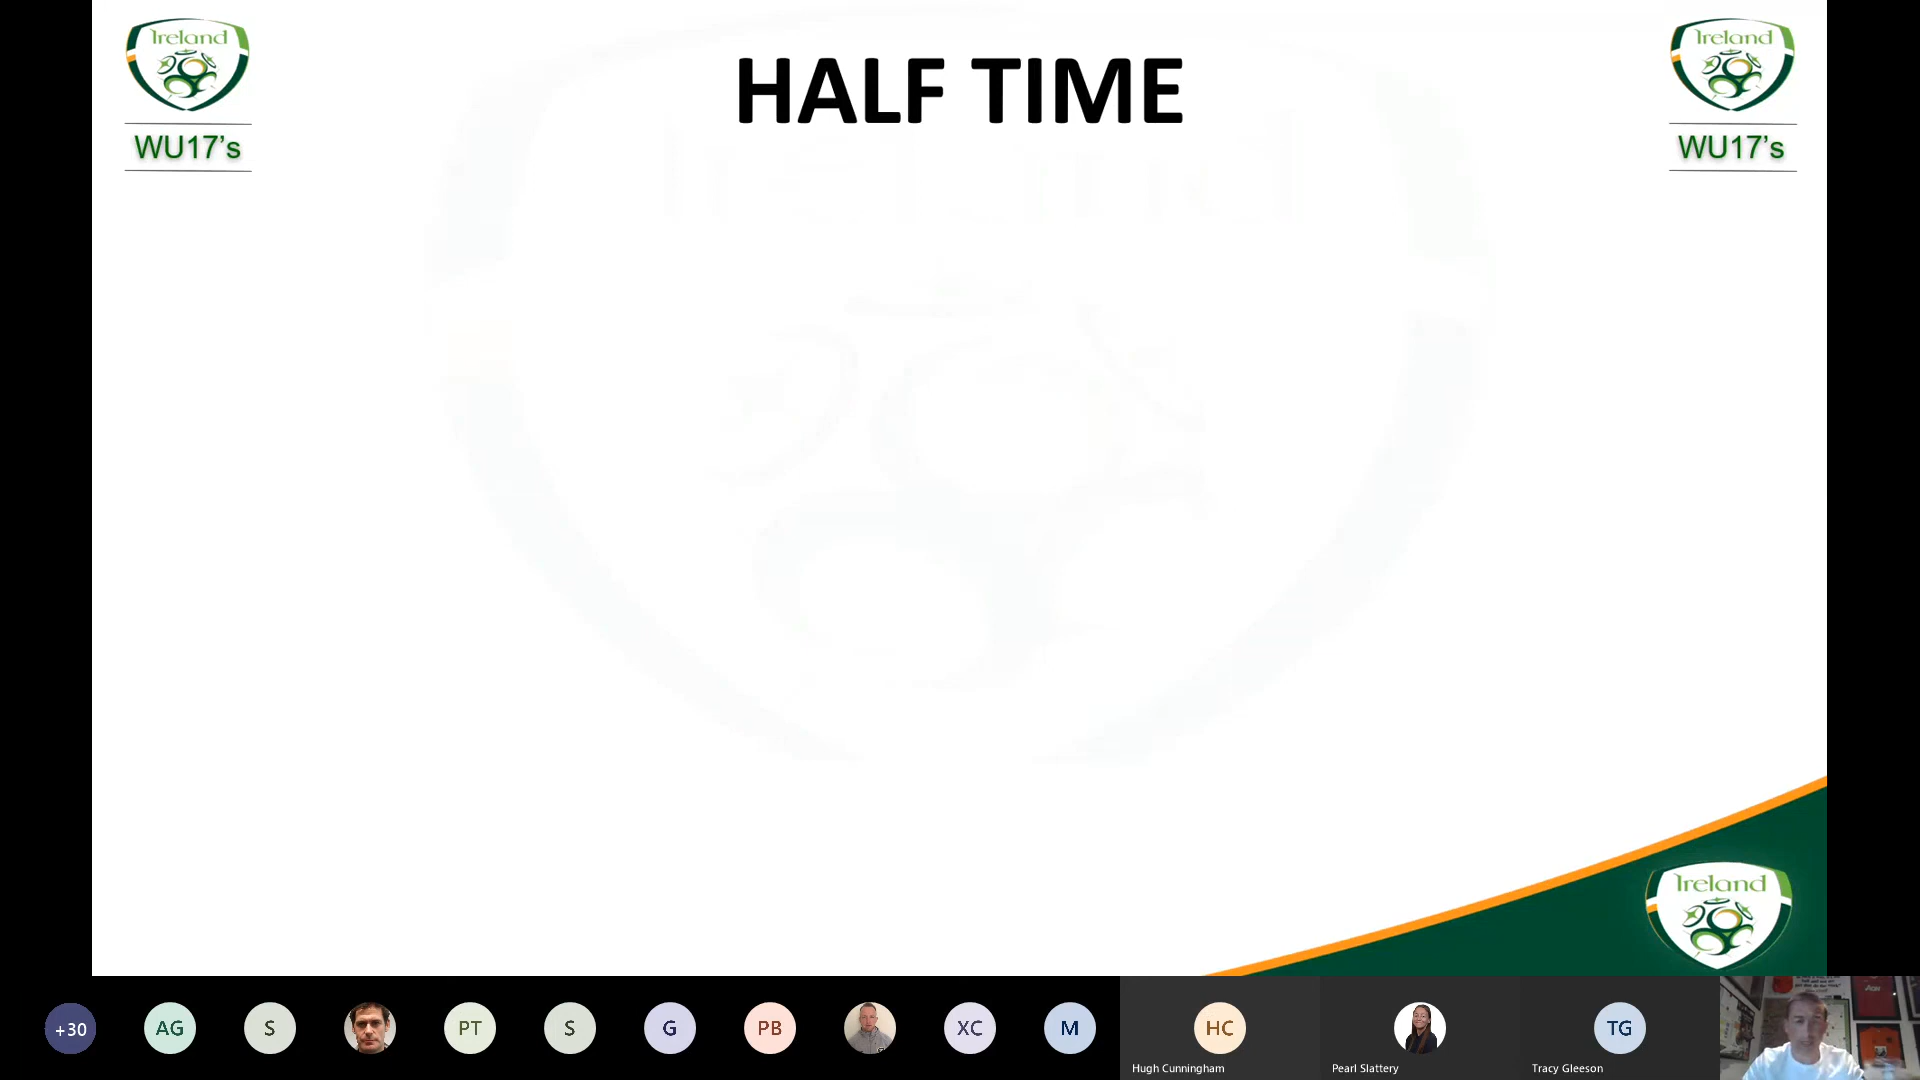 Ireland
WU17's
HALF TIME
Ireland
WU17's
Ireland
+30
AG
S
PT
S
G
PB
XC
M
HC
Hugh Cunningham
Pearl Slattery
TG
Tracy Gleeson
AON